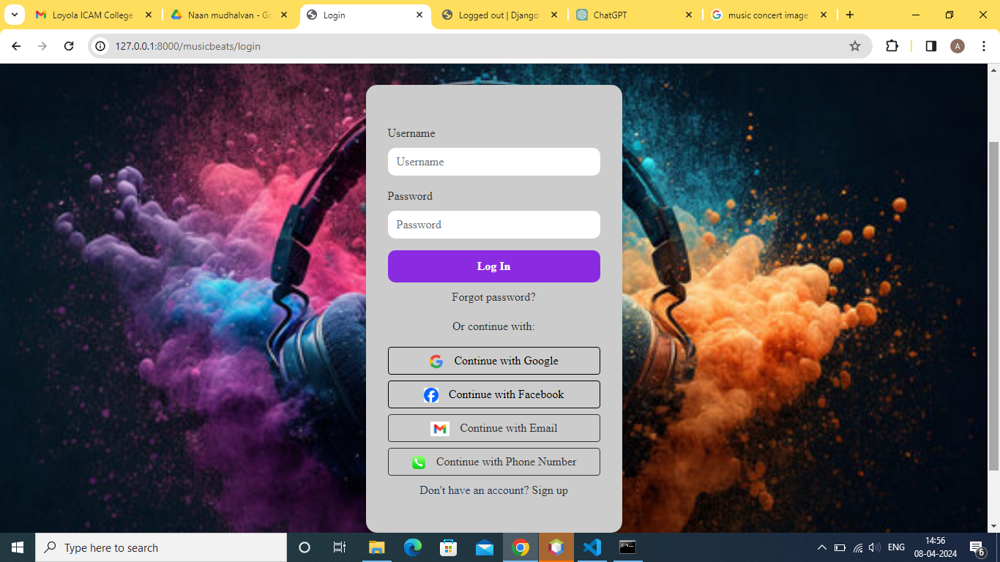 Loyola ICAM College
Naan mudhalvan - Go
Login
Logged out | Django
ChatGPT
music concert image
127.0.0.1:8000/musicbeats/login
A
Username
Username
Password
Password
Log In
Forgot password?
Or continue with:
Continue with Google
Continue with Facebook
Continue with Email
Continue with Phone Number
Don't have an account? Sign up
Type here to search
ENG
14:56
08-04-2024
6